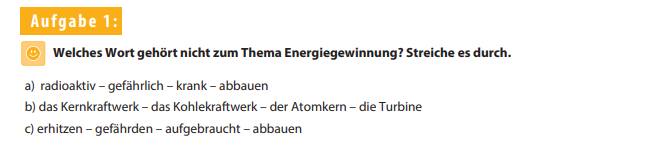 Aufgabe 1:
Welches Wort gehört nicht zum Thema Energiegewinnung? Streiche es durch.
a) radioaktiv – gefährlich – krank – abbauen
b) das Kernkraftwerk – das Kohlekraftwerk – der Atomkern – die Turbine
c) erhitzen – gefährden – aufgebraucht – abbauen